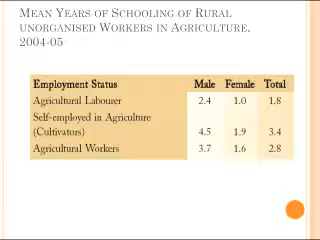 Mean Years of Schooling of Rural
unorganised Workers in Agriculture.
2004-05
Employment Status Male Female Total
Agricultural Labourer 2.4 1.0 1.8
Self-employed in Agriculture
(Cultivators) 4.5 1.9 3.4
Agricultural Workers 3.7 1.6 2.8